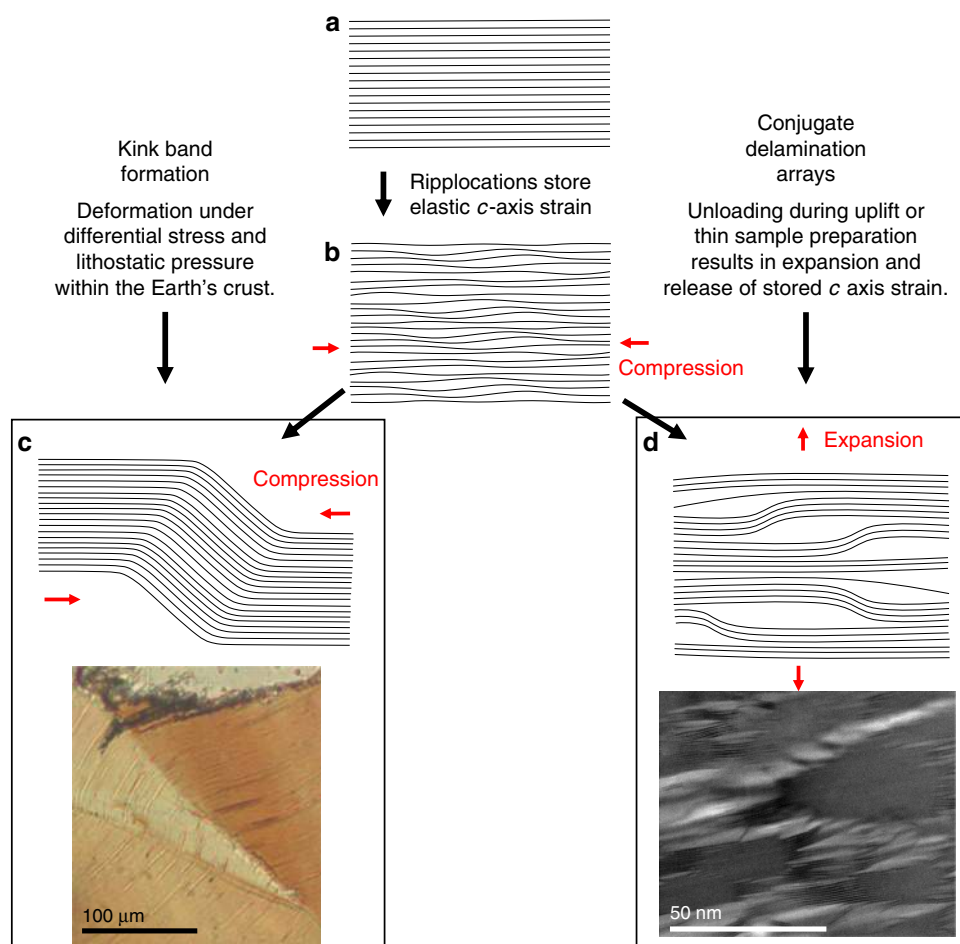 a
Kink band
formation
Deformation under
differential stress and
lithostatic pressure
within the Earth's crust.
Ripplocations store
elastic c-axis strain
Conjugate
delamination
arrays
Unloading during uplift or
thin sample preparation
results in expansion and
release of stored c axis strain.
b
Compression
c
Compression
100 μm
d
Expansion
50 nm